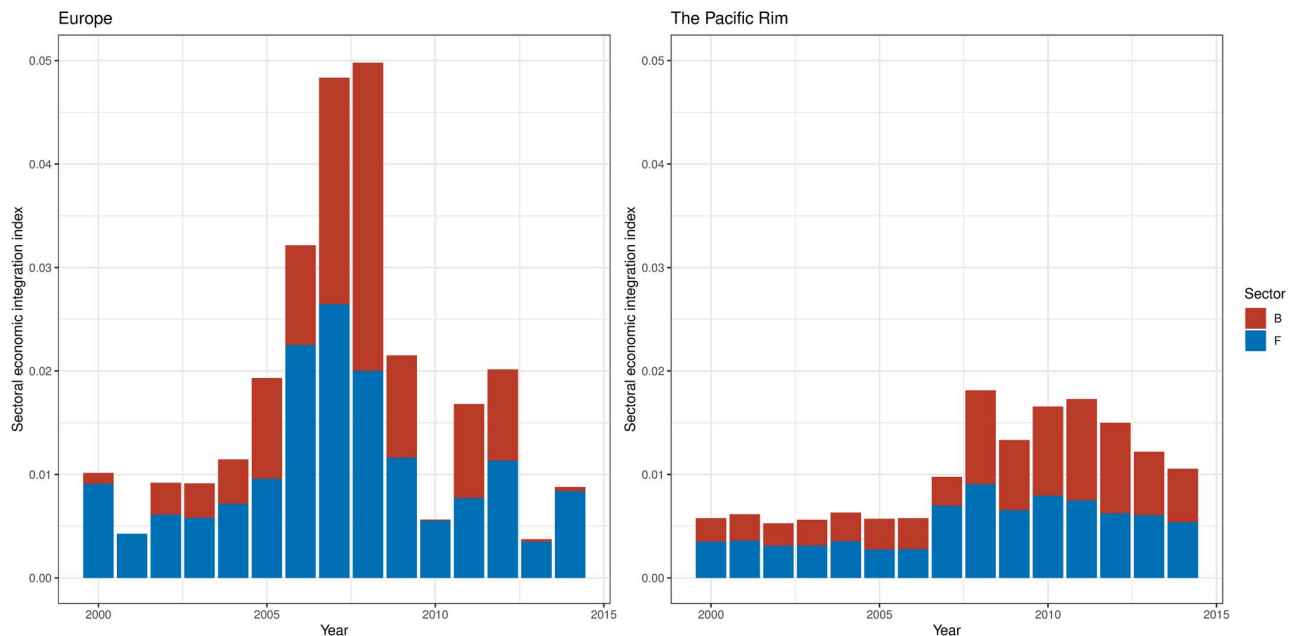 Europe
The Pacific Rim
Sectoral economic integration index
0.05
0.04
0.03
0.02
0.01
0.00
2000
2005
2010
2015
Year
Sectoral economic integration index
0.05
0.04
0.03
0.02
0.01
0.00
2000
2005
2010
2015
Year
Sector
B
F